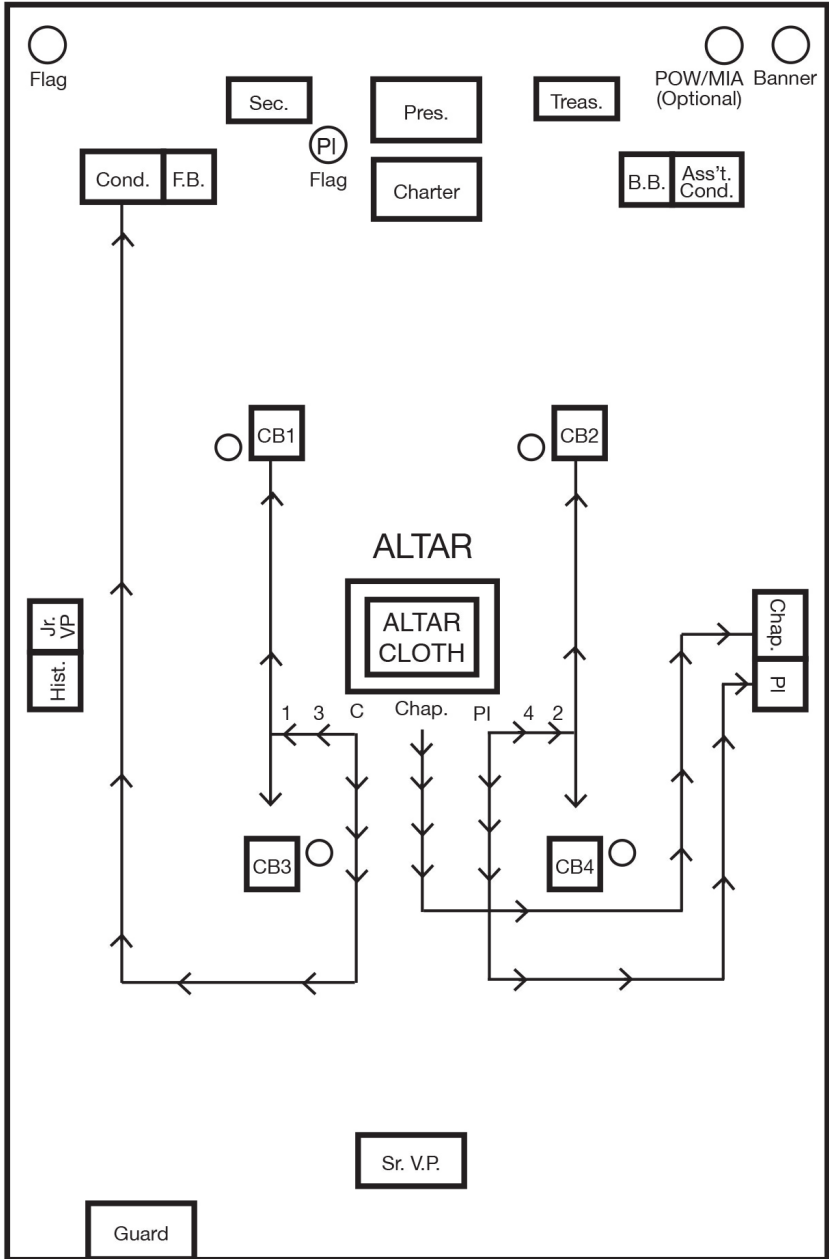 Flag
POW/MIA
(Optional)
Banner
Sec.
Pres.
Treas.
PI
Flag
Cond.
F.B.
Charter
B.B.
Ass't.
Cond.
CB1
CB2
ALTAR
ALTAR
CLOTH
Jr.
VP
Hist.
Chap.
PI
1
3
C
Chap.
PI
4
2
CB3
CB4
Sr. V.P.
Guard